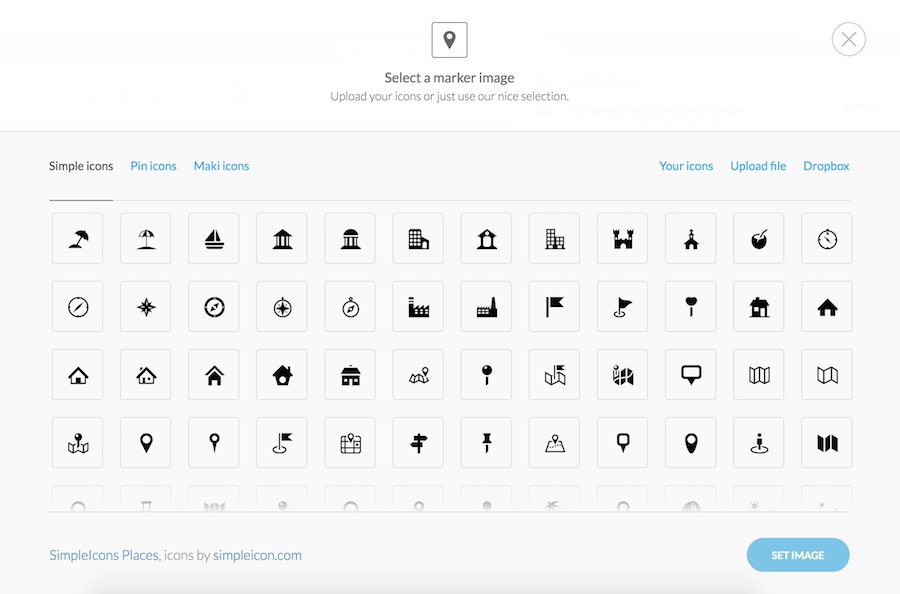 Select a marker image
Upload your icons or just use our nice selection.
Simple icons Pin icons Maki icons Your icons Upload file Dropbox
SimpleIcons Places, icons by simpleicon.com
SET IMAGE